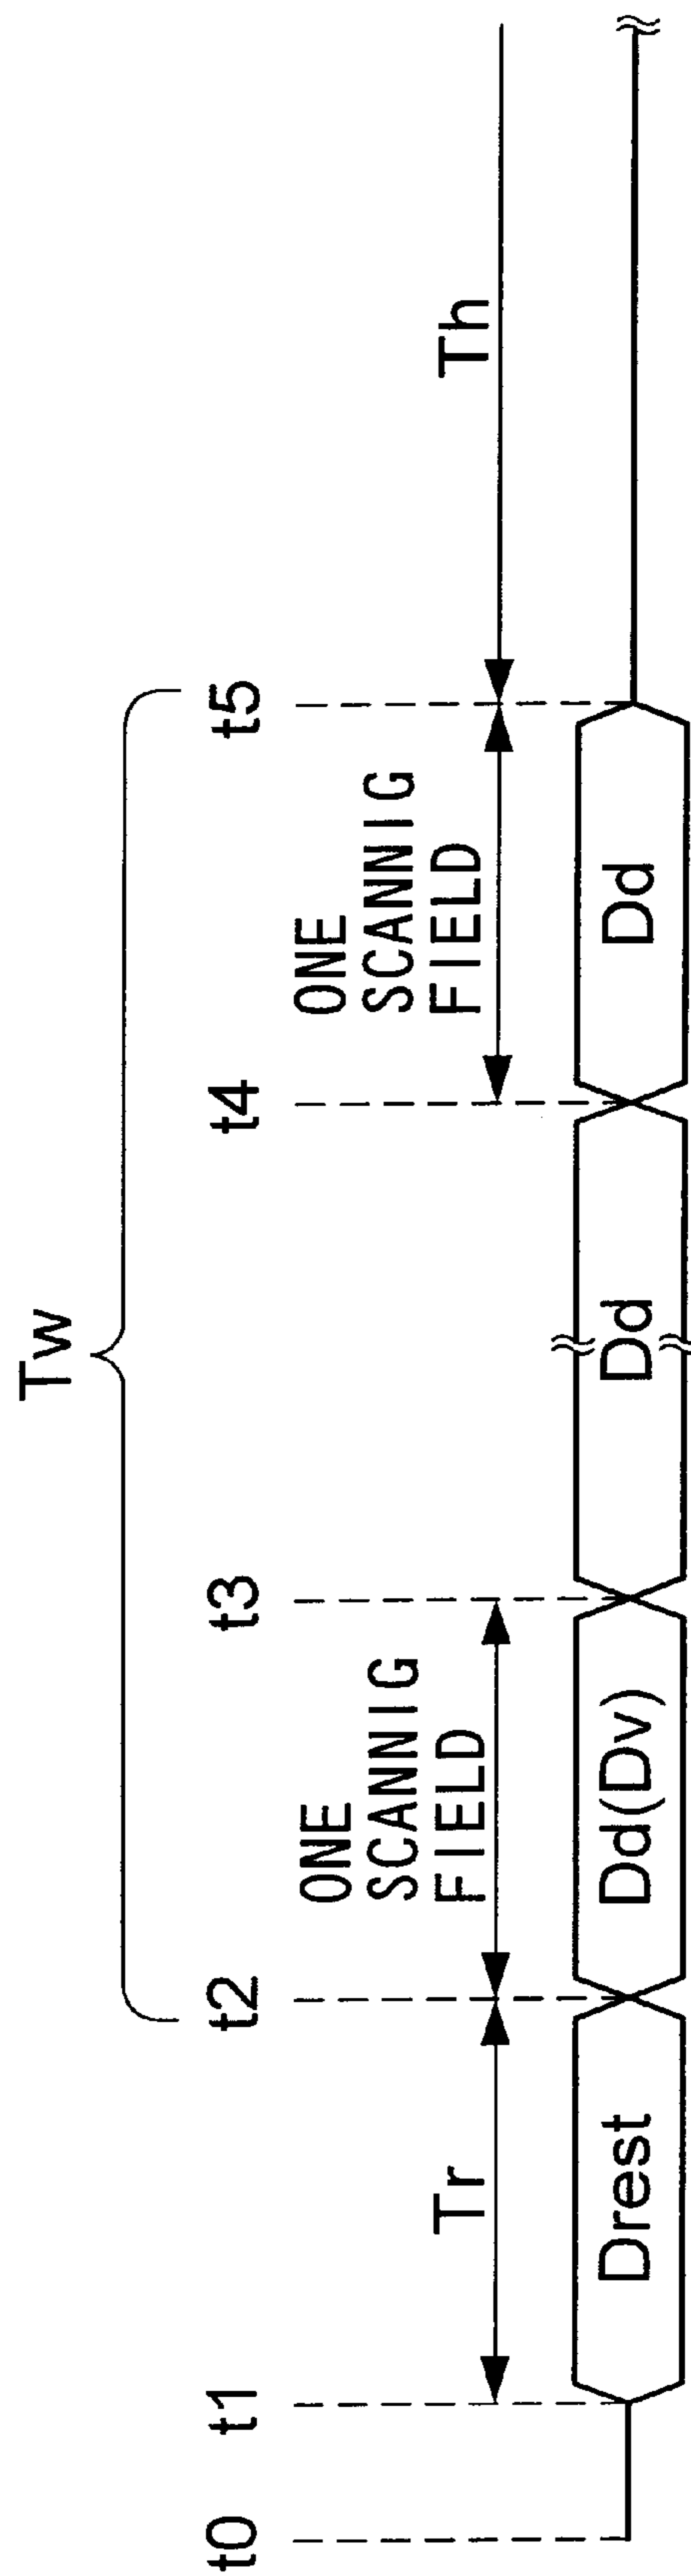 Tw
t0
t1
t2
t3
t4
t5
Tr
ONE
SCANNIG
FIELD
ONE
SCANNIG
FIELD
Th
Drest
Dd(Dv)
Dd
Dd